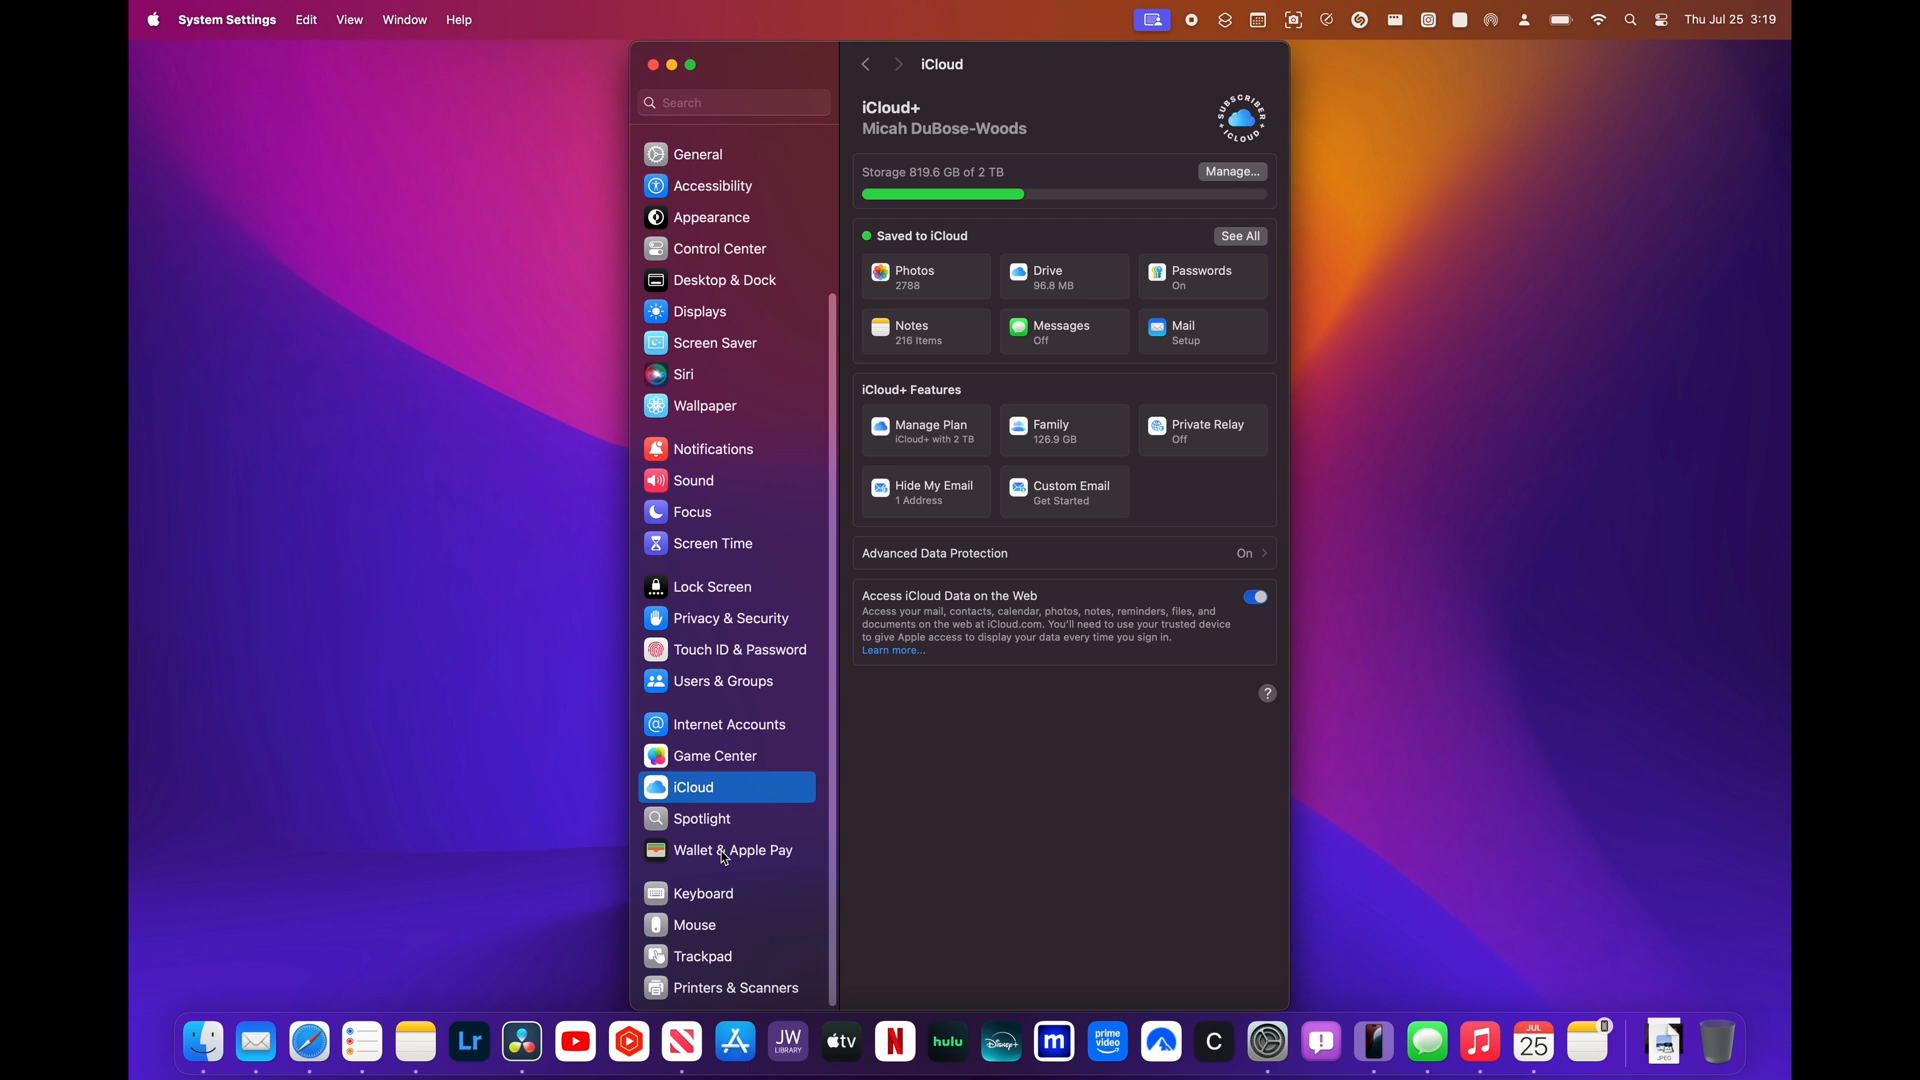 System Settings Edit View Window Help
Thu Jul 25 3:19
Search
General
Accessibility
Appearance
Control Center
Desktop & Dock
Displays
Screen Saver
Siri
Wallpaper
Notifications
Sound
Focus
Screen Time
Lock Screen
Privacy & Security
Touch ID & Password
Users & Groups
Internet Accounts
Game Center
iCloud
Spotlight
Wallet & Apple Pay
Keyboard
Mouse
Trackpad
Printers & Scanners
iCloud
iCloud+
Micah DuBose-Woods
SUBSCRIBER
ICLOUD
Storage 819.6 GB of 2 TB
Manage...
Saved to iCloud
See All
Photos
2788
Drive
96.8 MB
Passwords
On
Notes
216 Items
Messages
Off
Mail
Setup
iCloud+ Features
Manage Plan
iCloud+ with 2 TB
Family
126.9 GB
Private Relay
Off
Hide My Email
1 Address
Custom Email
Get Started
Advanced Data Protection
On
Access iCloud Data on the Web
Access your mail, contacts, calendar, photos, notes, reminders, files, and
documents on the web at iCloud.com. You'll need to use your trusted device
to give Apple access to display your data every time you sign in.
Learn more...
?
Lr
JW
LIBRARY
tv
N
hulu
Disney+
m
prime
video
C
JUL
25
JPEG